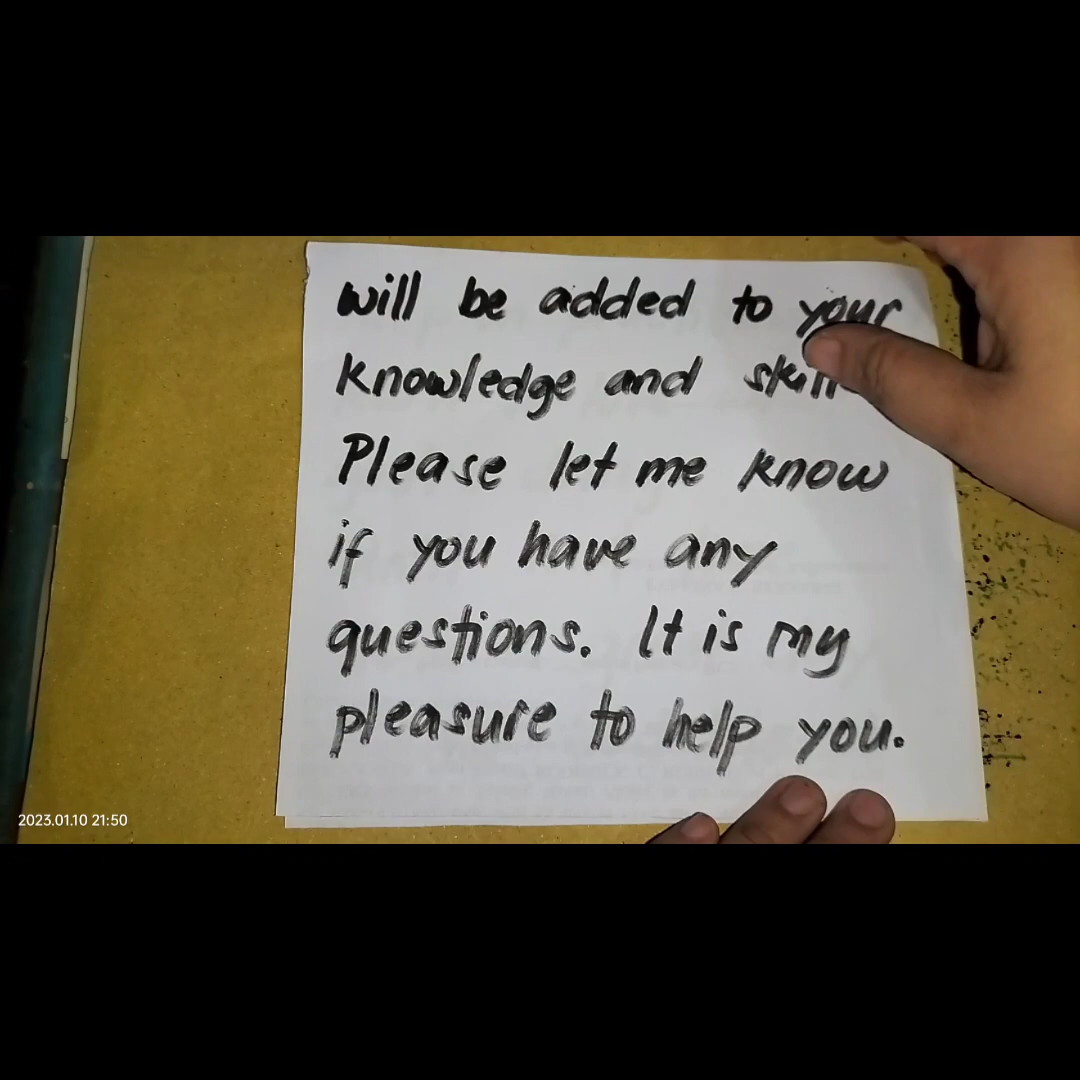 will be added to your
knowledge and skill
Please let me know
if you have any
questions. It is my
pleasure to help you.
2023.01.10 21:50